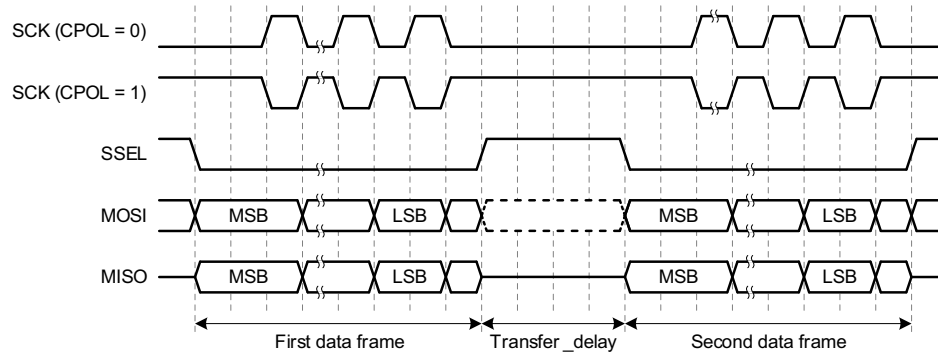 SCK (CPOL = 0)
SCK (CPOL = 1)
SSEL
MOSI MSB LSB MSB LSB
MISO MSB LSB MSB LSB
First data frame Transfer _delay Second data frame